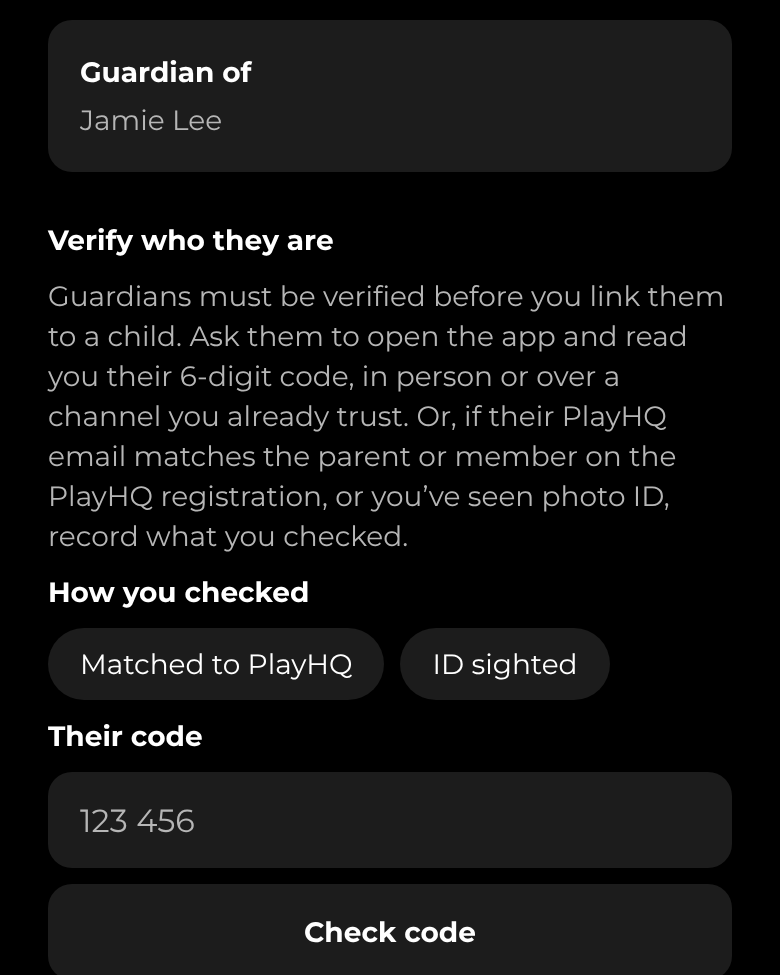 Guardian of
Jamie Lee
Verify who they are
Guardians must be verified before you link them
to a child. Ask them to open the app and read
you their 6-digit code, in person or over a
channel you already trust. Or, if their PlayHQ
email matches the parent or member on the
PlayHQ registration, or you’ve seen photo ID,
record what you checked.
How you checked
Matched to PlayHQ
ID sighted
Their code
123 456
Check code